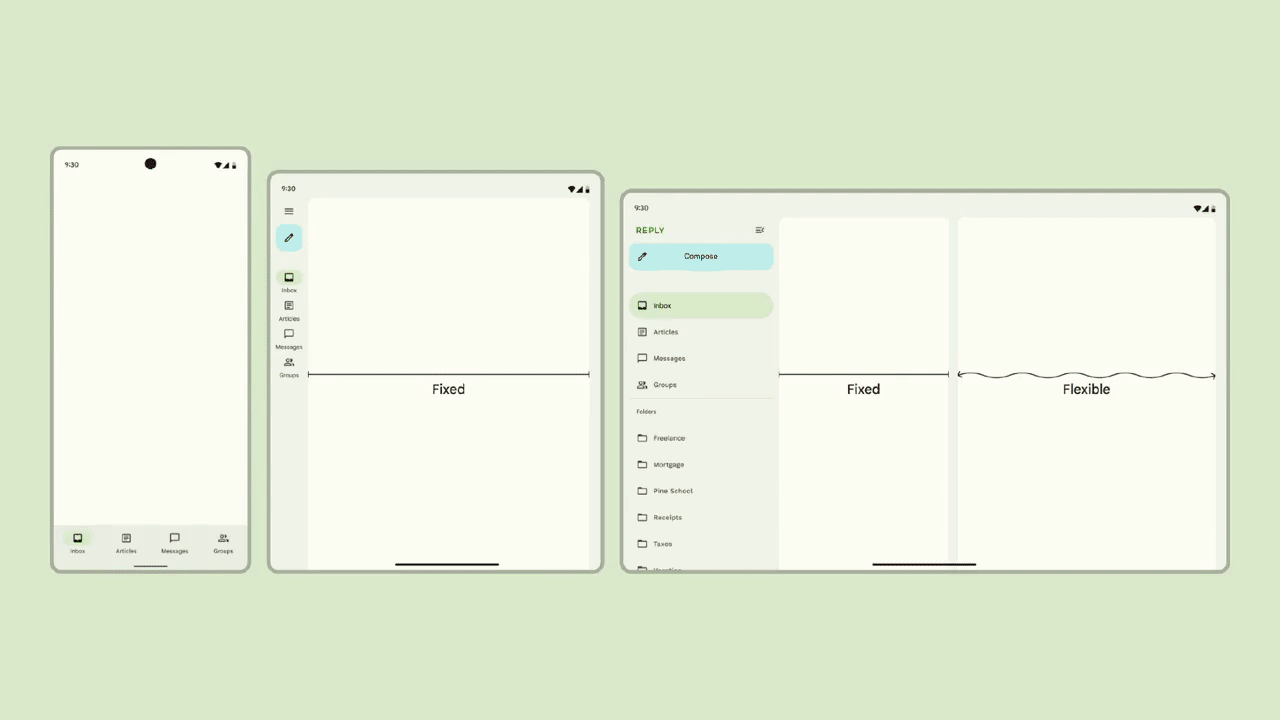 9:30
Inbox
Articles
Messages
Groups
9:30
Inbox
Articles
Messages
Groups
Fixed
9:30
REPLY
Compose
Inbox
Articles
Messages
Groups
Folders
Freelance
Mortgage
Pine School
Receipts
Taxes
Fixed
Flexible